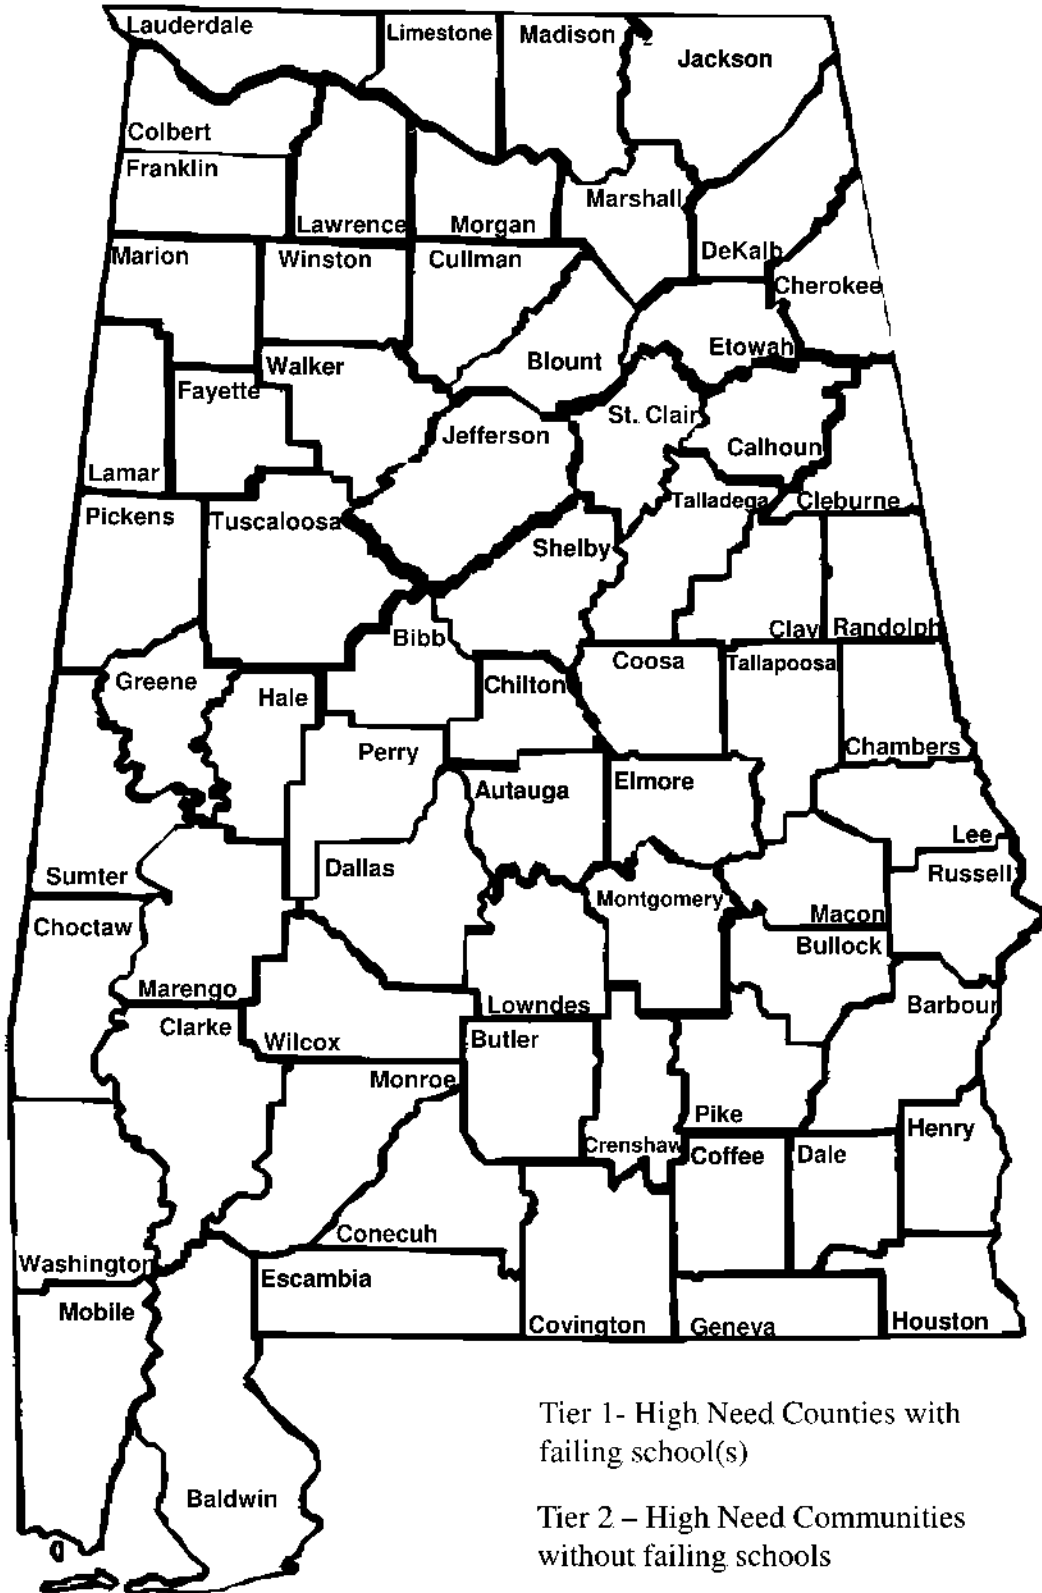 Lauderdale
Limestone
Madison
2
Jackson
Colbert
Franklin
Lawrence
Morgan
Marshall
DeKalb
Cherokee
Marion
Winston
Cullman
Blount
Etowah
Walker
Fayette
Lamar
Jefferson
St. Clair
Calhoun
Talladega
Cleburne
Pickens
Tuscaloosa
Shelby
Clay
Randolph
Bibb
Coosa
Tallapoosa
Greene
Hale
Chilton
Chambers
Perry
Autauga
Elmore
Lee
Sumter
Dallas
Russell
Montgomery
Macon
Choctaw
Bullock
Marengo
Lowndes
Barbour
Clarke
Wilcox
Butler
Monroe
Pike
Crenshaw
Coffee
Dale
Henry
Conecuh
Washington
Escambia
Mobile
Covington
Geneva
Houston
Baldwin
Tier 1- High Need Counties with
failing school(s)
Tier 2 – High Need Communities
without failing schools